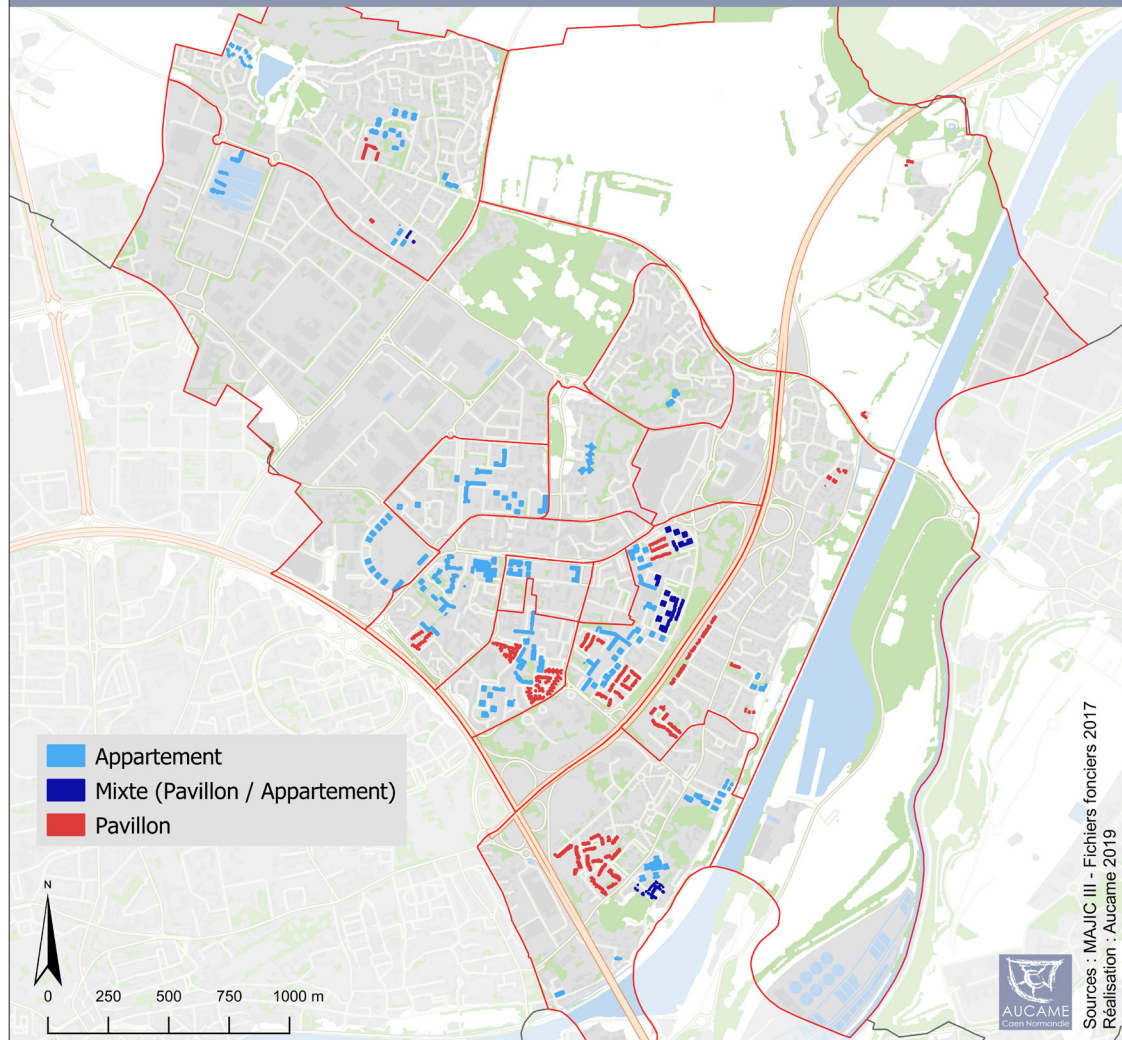 Appartement
Mixte (Pavillon / Appartement)
Pavillon
N
0 250 500 750 1000 m
Sources : MAJIC III - Fichiers fonciers 2017
Réalisation : Aucame 2019
AUCAME
Caen Normandie